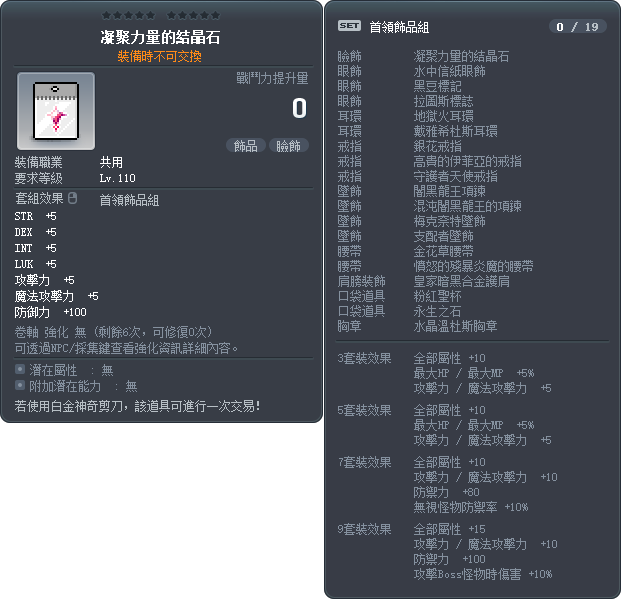 凝聚力量的結晶石
裝備時不可交換
戰鬥力提升量
0
飾品 臉飾
裝備職業 共用
要求等級 Lv. 110
套組效果 首領飾品組
STR +5
DEX +5
INT +5
LUK +5
攻擊力 +5
魔法攻擊力 +5
防禦力 +100
卷軸 強化 無 (剩餘6次，可修復0次)
可透過NPC/採集鍵查看強化資訊詳細內容。
潛在屬性 : 無
附加潛在能力 : 無
若使用白金神奇剪刀，該道具可進行一次交易!
SET 首領飾品組 0 / 19
臉飾 凝聚力量的結晶石
眼飾 水中信紙眼飾
眼飾 黑豆標記
眼飾 拉圖斯標誌
耳環 地獄火耳環
耳環 戴雅希杜斯耳環
戒指 銀花戒指
戒指 高貴的伊菲亞的戒指
戒指 守護者天使戒指
墜飾 闇黑龍王項鍊
墜飾 混沌闇黑龍王的項鍊
墜飾 梅克奈特墜飾
墜飾 支配者墜飾
腰帶 金花草腰帶
腰帶 憤怒的殘暴炎魔的腰帶
肩膀裝飾 皇家暗黑合金護肩
口袋道具 粉紅聖杯
口袋道具 永生之石
胸章 水晶溫杜斯胸章
3套裝效果 全部屬性 +10
最大HP / 最大MP +5%
攻擊力 / 魔法攻擊力 +5
5套裝效果 全部屬性 +10
最大HP / 最大MP +5%
攻擊力 / 魔法攻擊力 +5
7套裝效果 全部屬性 +10
攻擊力 / 魔法攻擊力 +10
防禦力 +80
無視怪物防禦率 +10%
9套裝效果 全部屬性 +15
攻擊力 / 魔法攻擊力 +10
防禦力 +100
攻擊Boss怪物時傷害 +10%